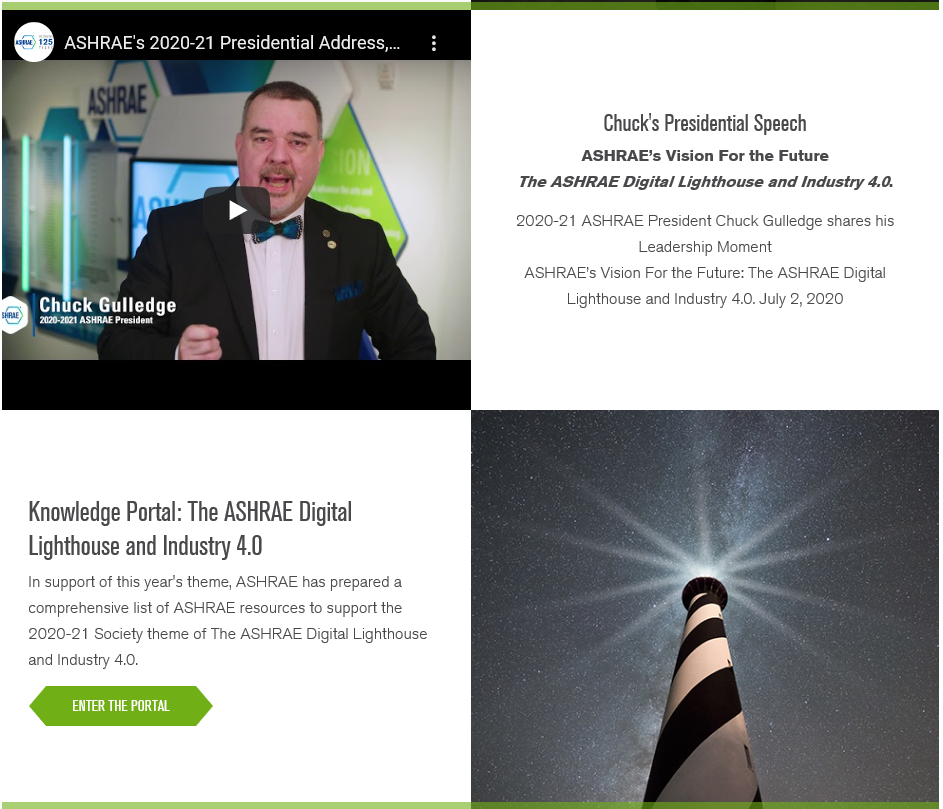 ASHRAE 125
ASHRAE's 2020-21 Presidential Address,...
ASHRAE
ASHRAE
Chuck Gulledge
2020-2021 ASHRAE President
Chuck's Presidential Speech
ASHRAE's Vision For the Future
The ASHRAE Digital Lighthouse and Industry 4.0.
2020-21 ASHRAE President Chuck Gulledge shares his
Leadership Moment
ASHRAE's Vision For the Future: The ASHRAE Digital
Lighthouse and Industry 4.0. July 2, 2020
Knowledge Portal: The ASHRAE Digital
Lighthouse and Industry 4.0
In support of this year's theme, ASHRAE has prepared a
comprehensive list of ASHRAE resources to support the
2020-21 Society theme of The ASHRAE Digital Lighthouse
and Industry 4.0.
ENTER THE PORTAL